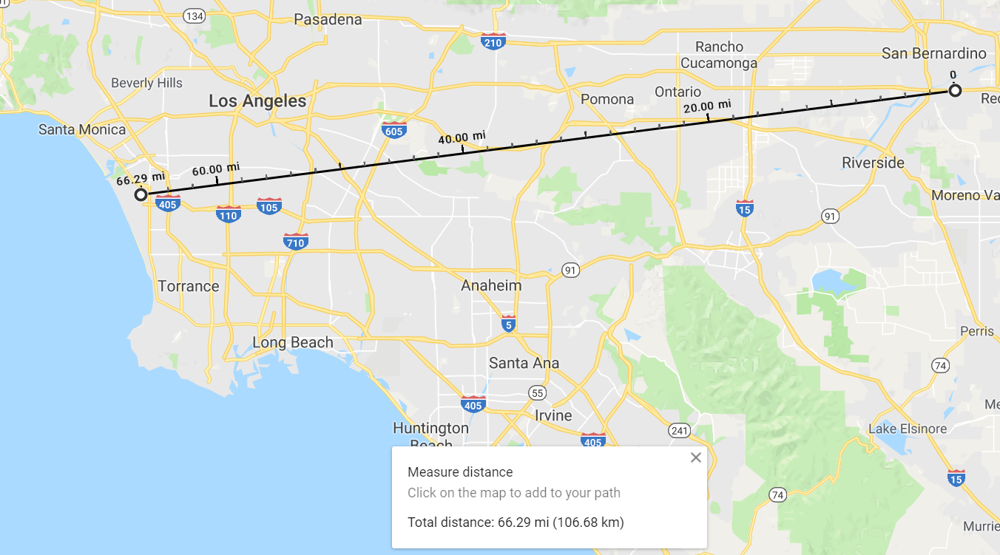 134
Pasadena
210
Rancho
Cucamonga
San Bernardino
0
Beverly Hills
Los Angeles
Pomona
Ontario
20.00 mi
Santa Monica
605
40.00 mi
Riverside
66.29 mi
60.00 mi
405
110
105
Moreno Va
15
91
710
91
Torrance
Anaheim
5
Perris
Long Beach
Santa Ana
74
55
405
Irvine
Huntington
Beach
241
Lake Elsinore
405
15
74
Murrie
Measure distance
Click on the map to add to your path
Total distance: 66.29 mi (106.68 km)